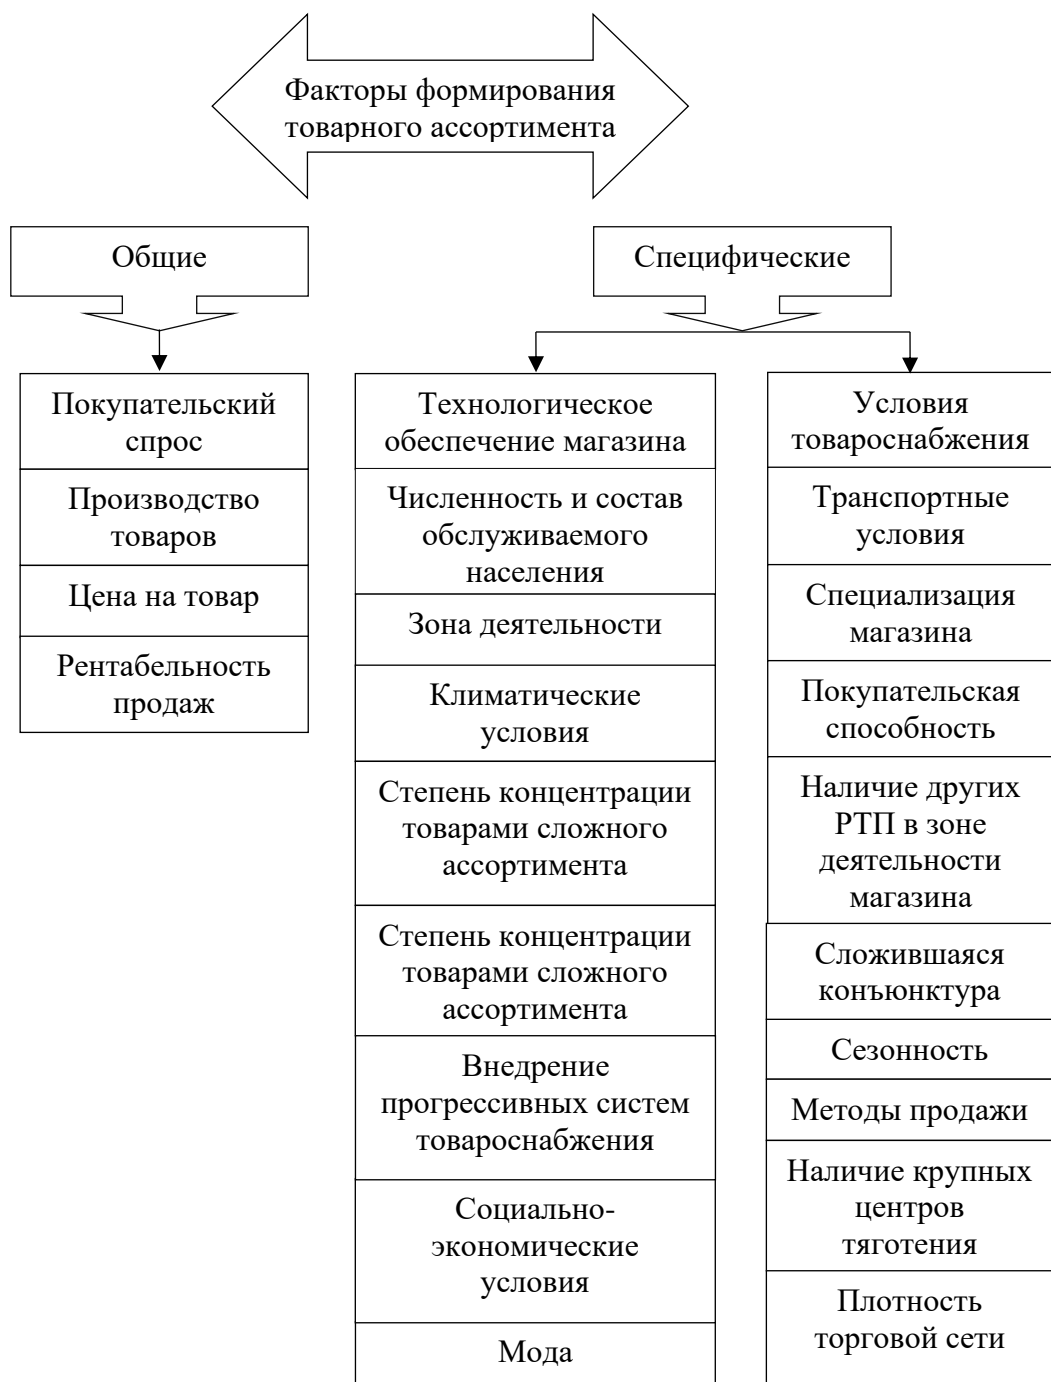 Факторы формирования
товарного ассортимента
Общие
Специфические
Покупательский
спрос
Производство
товаров
Цена на товар
Рентабельность
продаж
Технологическое
обеспечение магазина
Численность и состав
обслуживаемого
населения
Зона деятельности
Климатические
условия
Степень концентрации
товарами сложного
ассортимента
Степень концентрации
товарами сложного
ассортимента
Внедрение
прогрессивных систем
товароснабжения
Социально-
экономические
условия
Мода
Условия
товароснабжения
Транспортные
условия
Специализация
магазина
Покупательская
способность
Наличие других
РТП в зоне
деятельности
магазина
Сложившаяся
конъюнктура
Сезонность
Методы продажи
Наличие крупных
центров
тяготения
Плотность
торговой сети